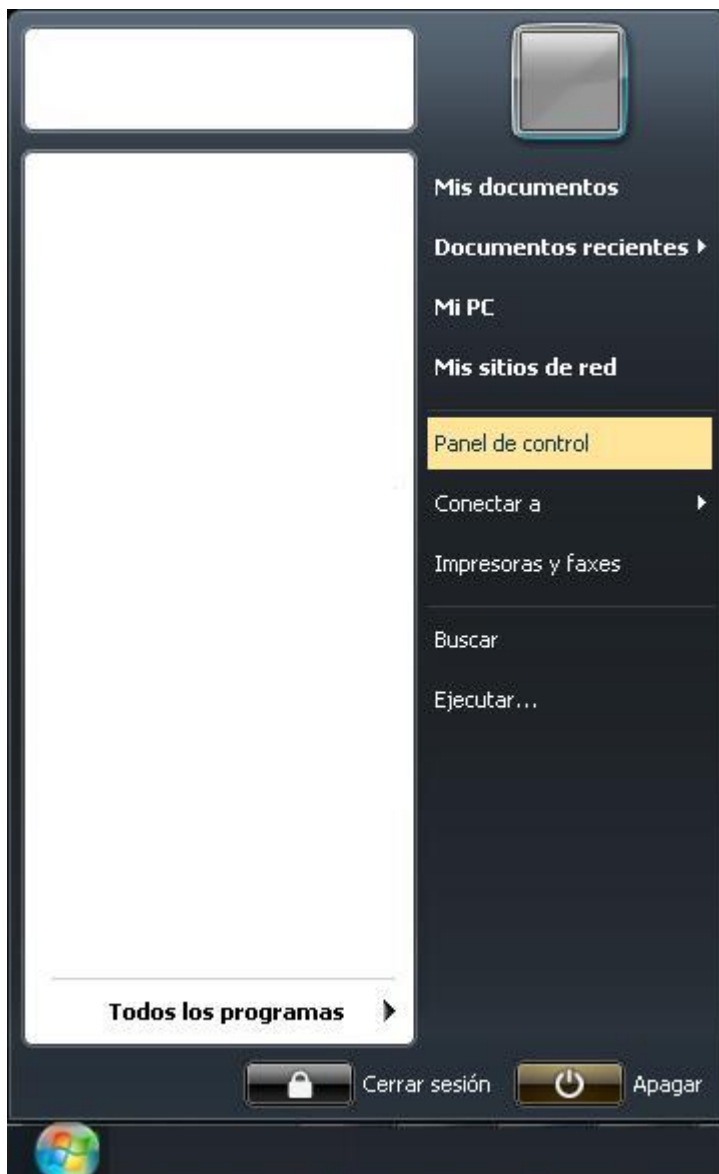 Mis documentos
Documentos recientes
Mi PC
Mis sitios de red
Panel de control
Conectar a
Impresoras y faxes
Buscar
Ejecutar...
Todos los programas
Cerrar sesión
Apagar